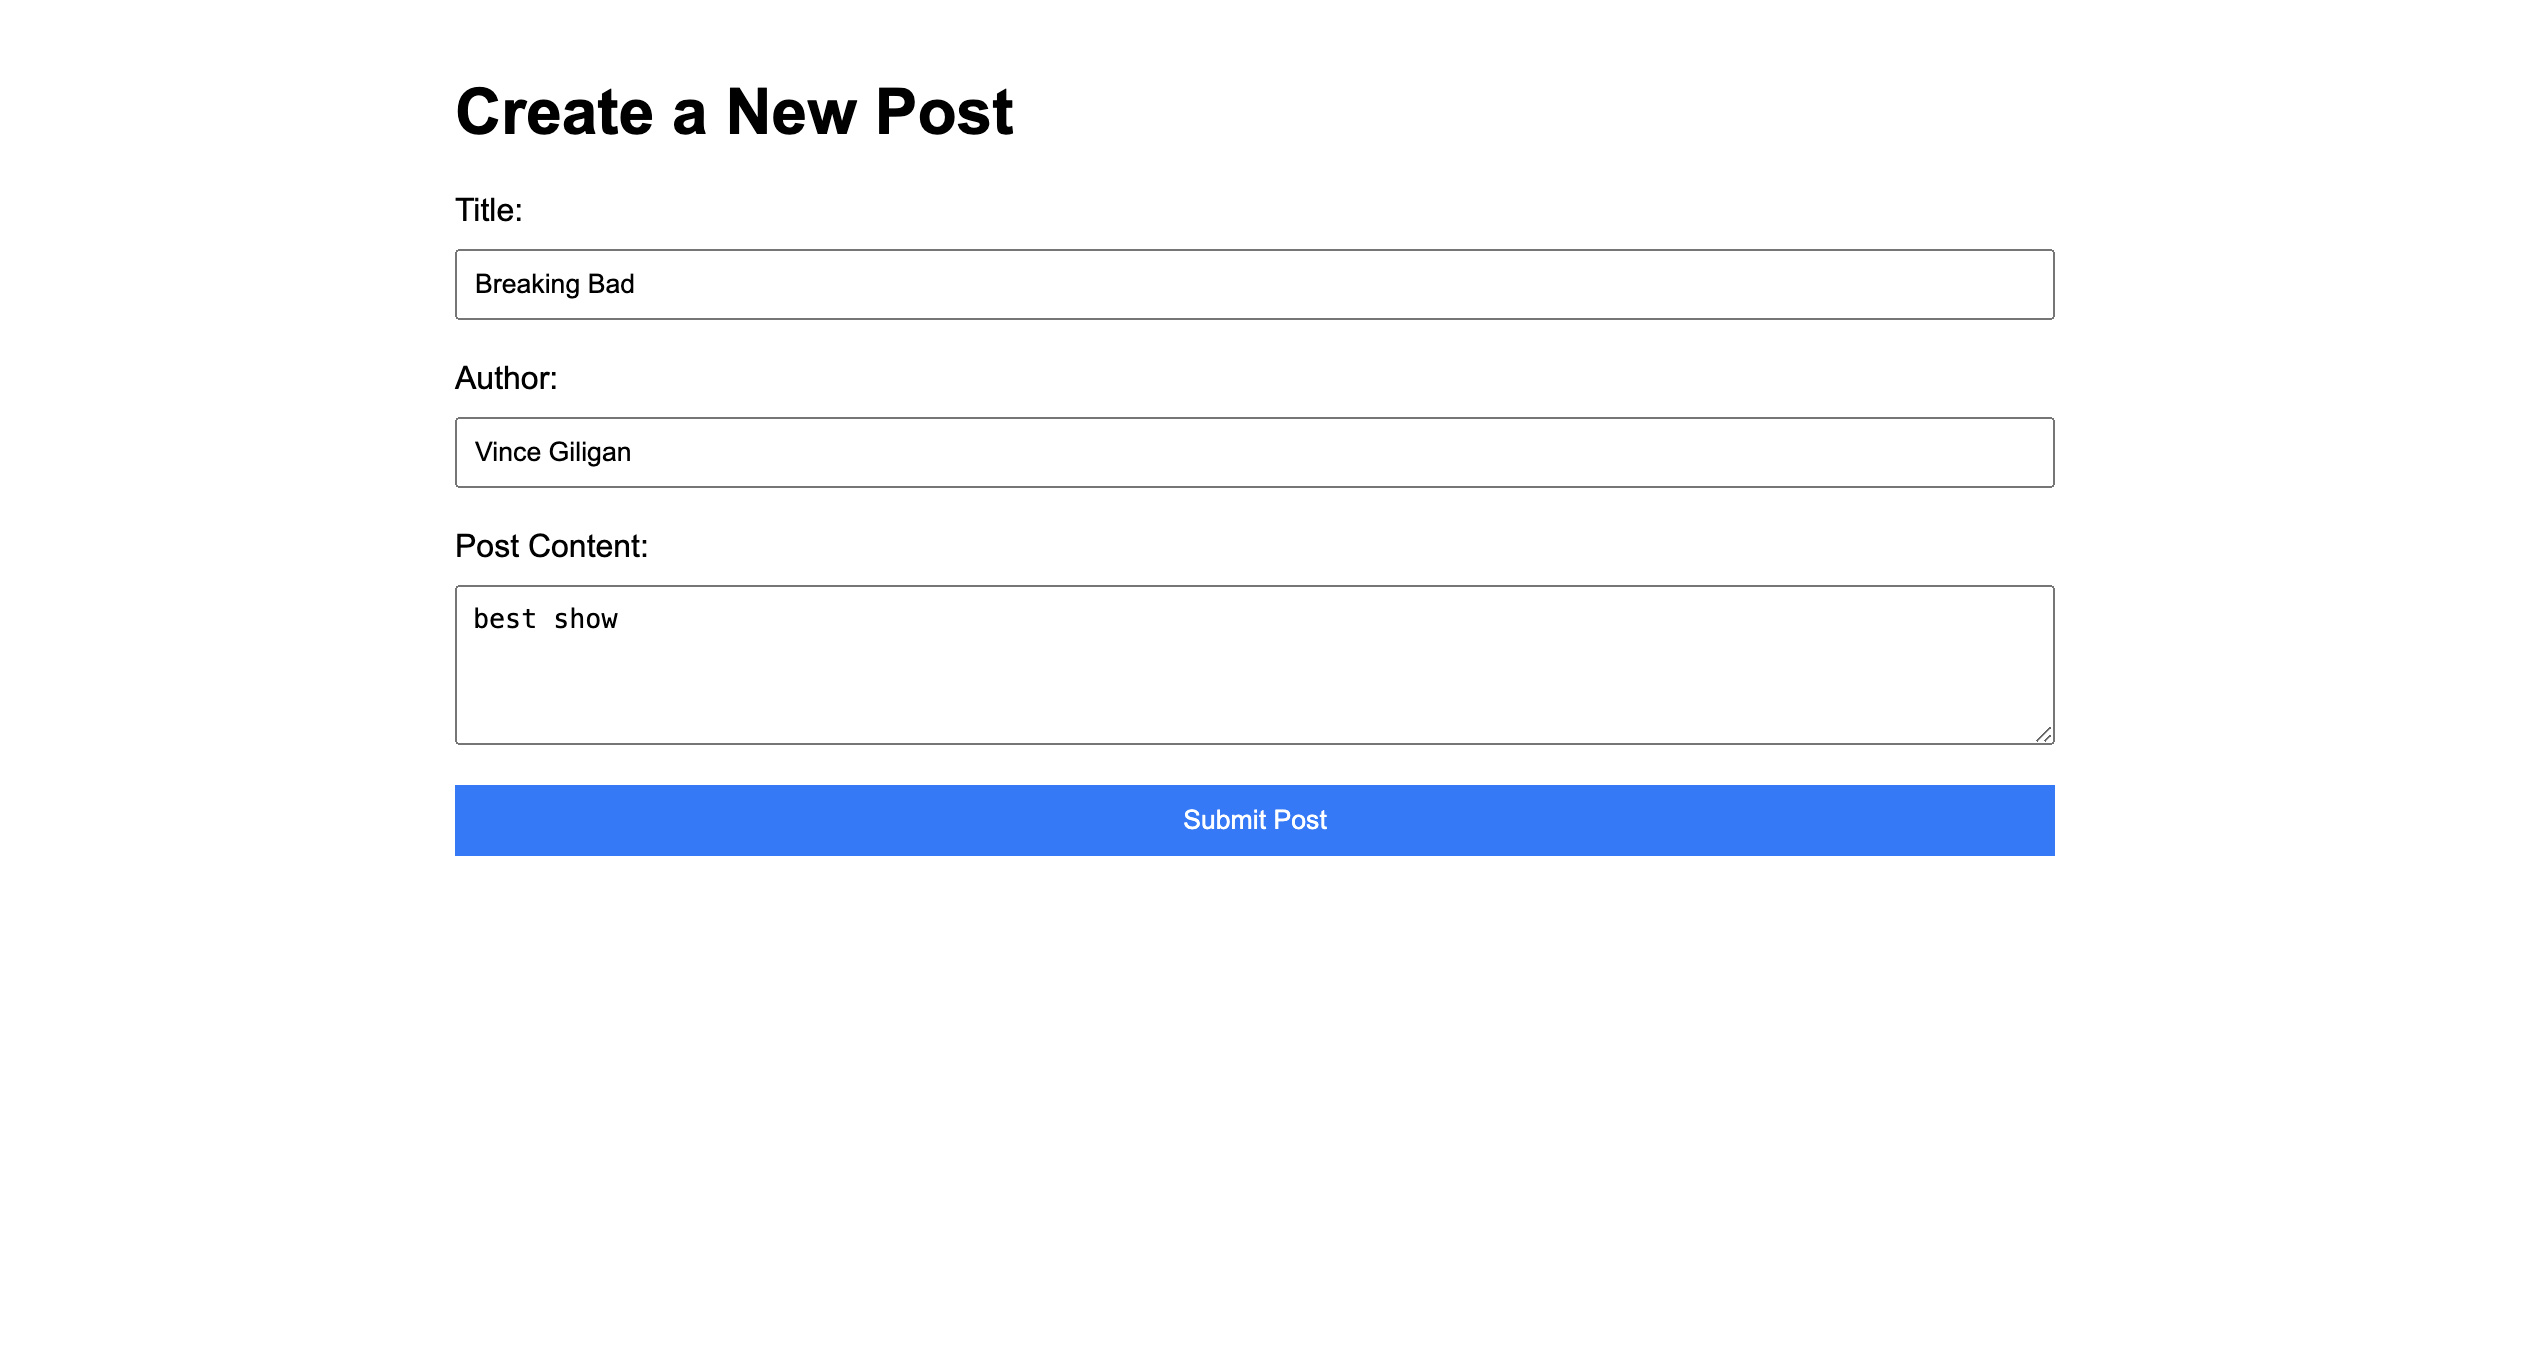 Create a New Post
Title:
Breaking Bad
Author:
Vince Giligan
Post Content:
best show
Submit Post